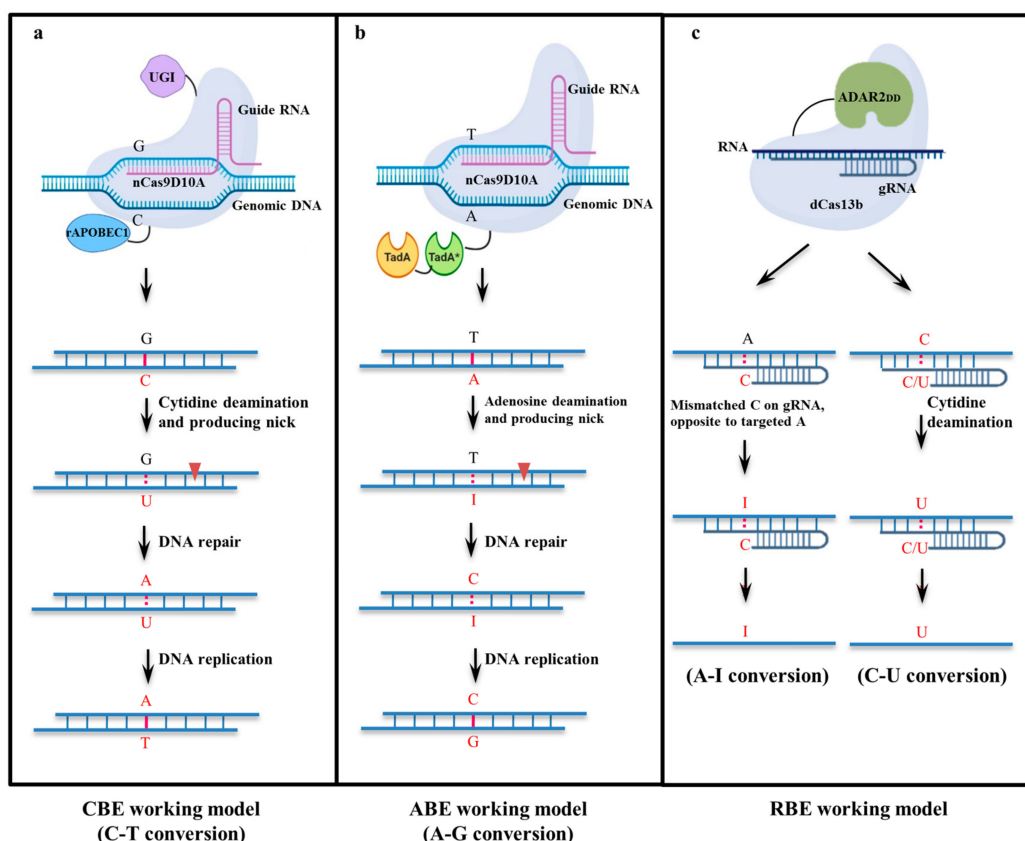 a
UGI
Guide RNA
G
nCas9D10A
Genomic DNA
C
rAPOBEC1
G
C
Cytidine deamination
and producing nick
G
U
DNA repair
A
U
DNA replication
A
T
CBE working model
(C-T conversion)
b
Guide RNA
T
nCas9D10A
Genomic DNA
A
TadA
TadA*
T
A
Adenosine deamination
and producing nick
T
I
DNA repair
C
I
DNA replication
C
G
ABE working model
(A-G conversion)
c
ADAR2DD
RNA
gRNA
dCas13b
A
C
Mismatched C on gRNA,
opposite to targeted A
I
C
I
(A-I conversion)
C
C/U
Cytidine
deamination
U
C/U
U
(C-U conversion)
RBE working model